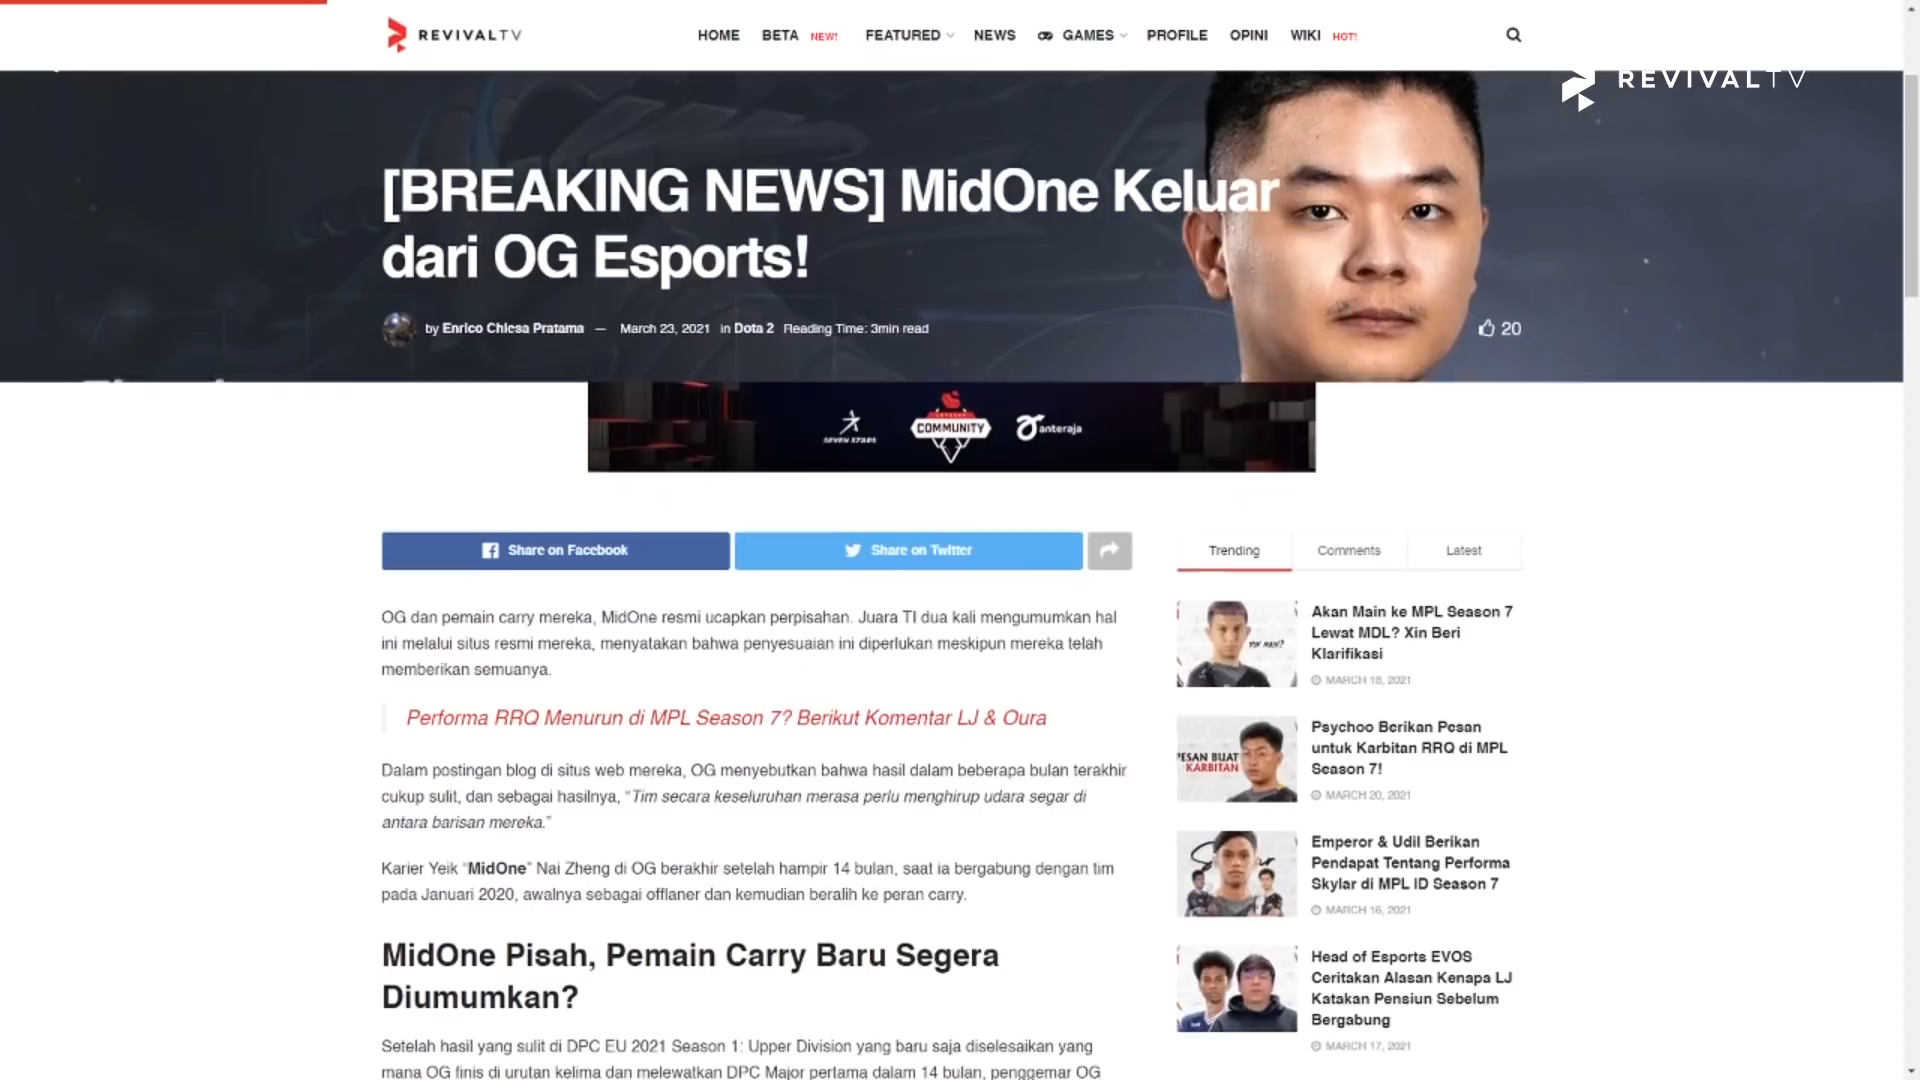 REVIVALTV
HOME BETA NEW! FEATURED NEWS GAMES PROFILE OPINI WIKI HOT!
REVIVALTV
[BREAKING NEWS] MidOne Keluar
dari OG Esports!
by Enrico Chiesa Pratama — March 23, 2021 in Dota 2 Reading Time: 3min read
20
SEVEN STARS
COMMUNITY
anteraja
Share on Facebook
Share on Twitter
OG dan pemain carry mereka, MidOne resmi ucapkan perpisahan. Juara TI dua kali mengumumkan hal
ini melalui situs resmi mereka, menyatakan bahwa penyesuaian ini diperlukan meskipun mereka telah
memberikan semuanya.
Performa RRQ Menurun di MPL Season 7? Berikut Komentar LJ & Oura
Dalam postingan blog di situs web mereka, OG menyebutkan bahwa hasil dalam beberapa bulan terakhir
cukup sulit, dan sebagai hasilnya, “Tim secara keseluruhan merasa perlu menghirup udara segar di
antara barisan mereka.”
Karier Yeik “MidOne” Nai Zheng di OG berakhir setelah hampir 14 bulan, saat ia bergabung dengan tim
pada Januari 2020, awalnya sebagai offlaner dan kemudian beralih ke peran carry.
MidOne Pisah, Pemain Carry Baru Segera
Diumumkan?
Setelah hasil yang sulit di DPC EU 2021 Season 1: Upper Division yang baru saja diselesaikan yang
mana OG finis di urutan kelima dan melewatkan DPC Major pertama dalam 14 bulan, penggemar OG
Trending Comments Latest
YIN MAIN?
Akan Main ke MPL Season 7
Lewat MDL? Xin Beri
Klarifikasi
MARCH 18, 2021
PESAN BUAT
KARBITAN
Psychoo Berikan Pesan
untuk Karbitan RRQ di MPL
Season 7!
MARCH 20, 2021
Emperor & Udil Berikan
Pendapat Tentang Performa
Skylar di MPL ID Season 7
MARCH 16, 2021
Head of Esports EVOS
Ceritakan Alasan Kenapa LJ
Katakan Pensiun Sebelum
Bergabung
MARCH 17, 2021